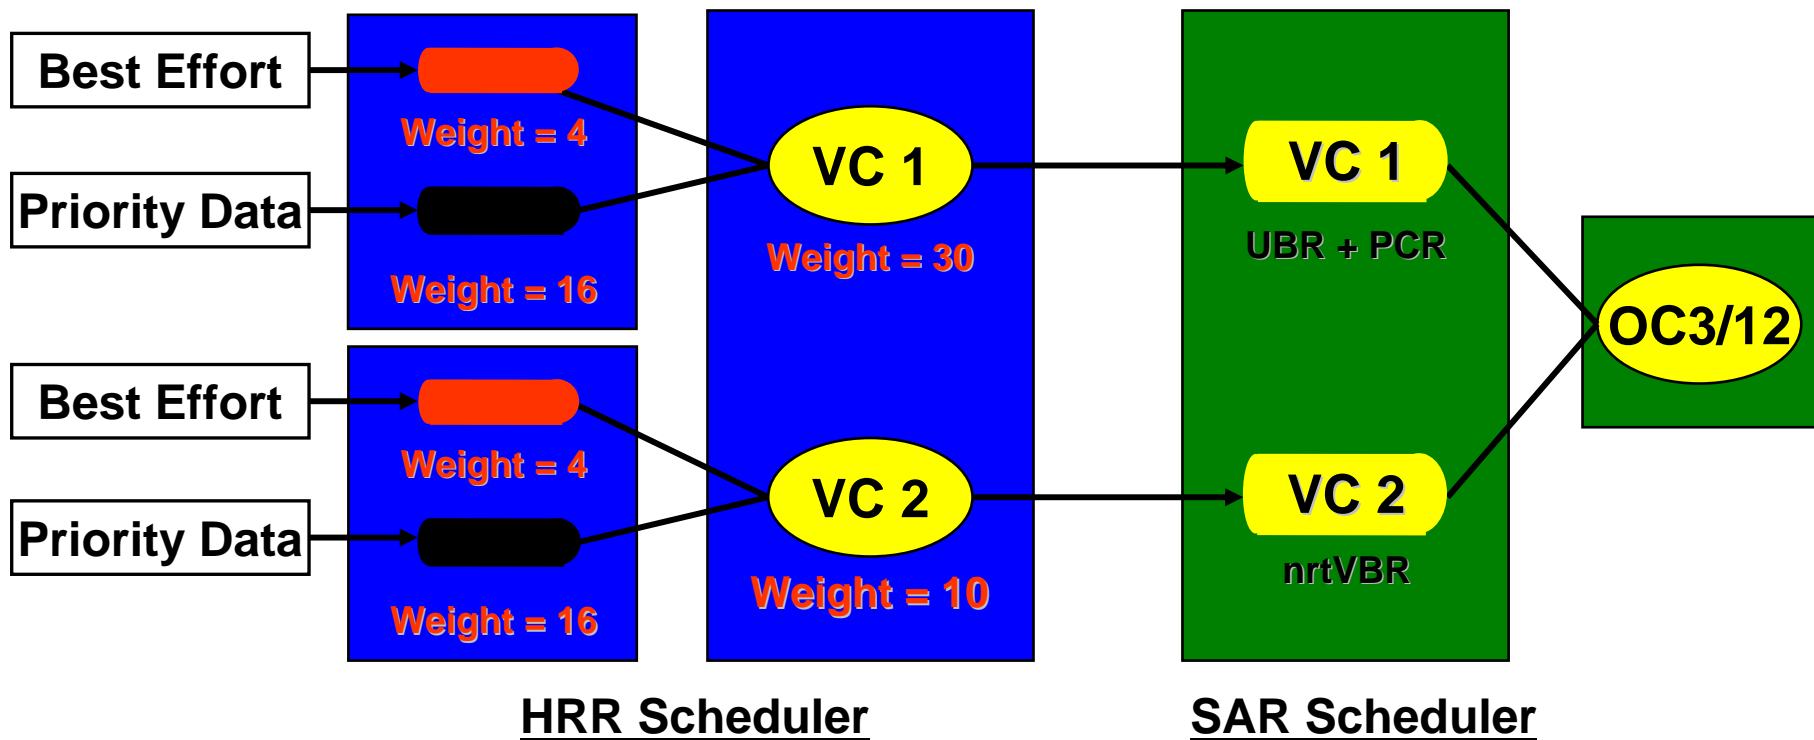 Best Effort
Weight = 4
Priority Data
Weight = 16
VC 1
Weight = 30
VC 1
UBR + PCR
OC3/12
Best Effort
Weight = 4
Priority Data
Weight = 16
VC 2
Weight = 10
VC 2
nrtVBR
HRR Scheduler
SAR Scheduler